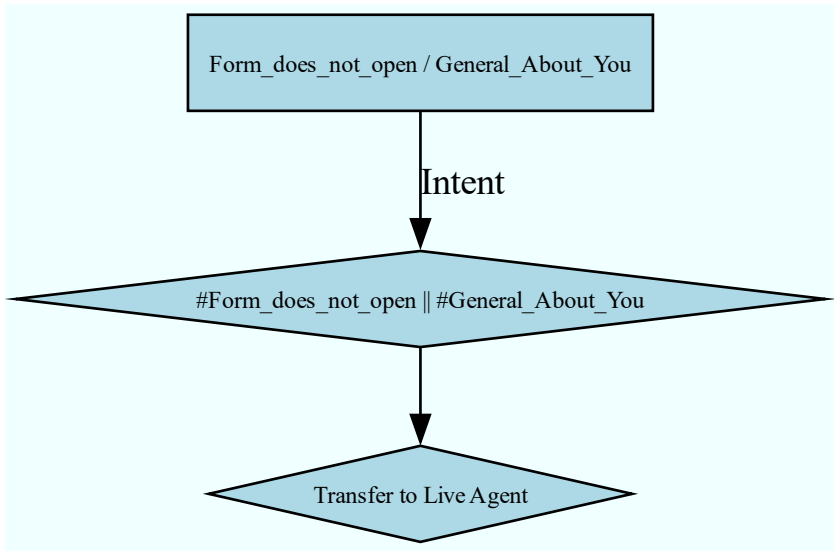 Form_does_not_open / General_About_You
Intent
#Form_does_not_open || #General_About_You
Transfer to Live Agent